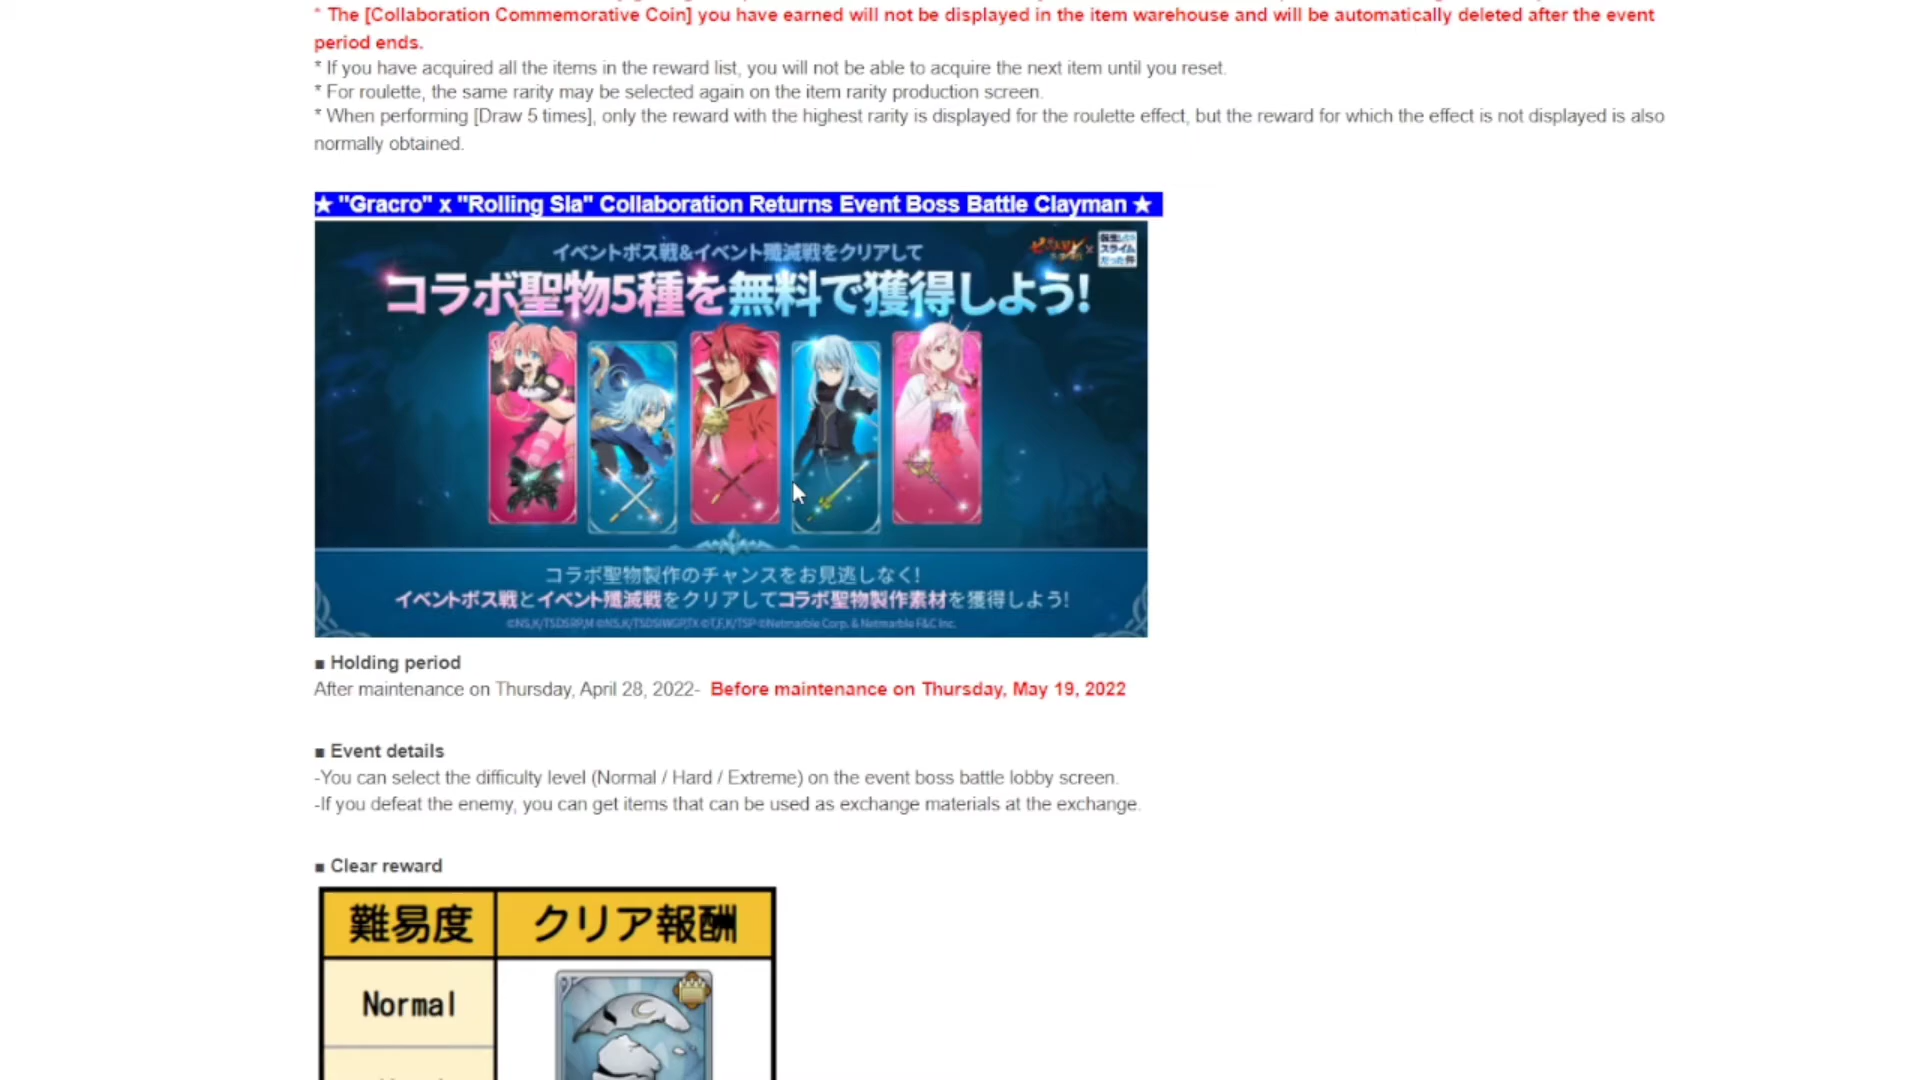 * The [Collaboration Commemorative Coin] you have earned will not be displayed in the item warehouse and will be automatically deleted after the event
period ends.
* If you have acquired all the items in the reward list, you will not be able to acquire the next item until you reset.
* For roulette, the same rarity may be selected again on the item rarity production screen.
* When performing [Draw 5 times], only the reward with the highest rarity is displayed for the roulette effect, but the reward for which the effect is not displayed is also
normally obtained.
★ "Gracro" x "Rolling Sla" Collaboration Returns Event Boss Battle Clayman ★
イベントボス戦&イベント殲滅戦をクリアして
コラボ聖物5種を無料で獲得しよう!
コラボ聖物製作のチャンスをお見逃しなく!
イベントボス戦とイベント殲滅戦をクリアしてコラボ聖物製作素材を獲得しよう!
©Netmarble Corp. & Netmarble F&C Inc.
■ Holding period
After maintenance on Thursday, April 28, 2022- Before maintenance on Thursday, May 19, 2022
■ Event details
-You can select the difficulty level (Normal / Hard / Extreme) on the event boss battle lobby screen.
-If you defeat the enemy, you can get items that can be used as exchange materials at the exchange.
■ Clear reward
難易度 クリア報酬
Normal